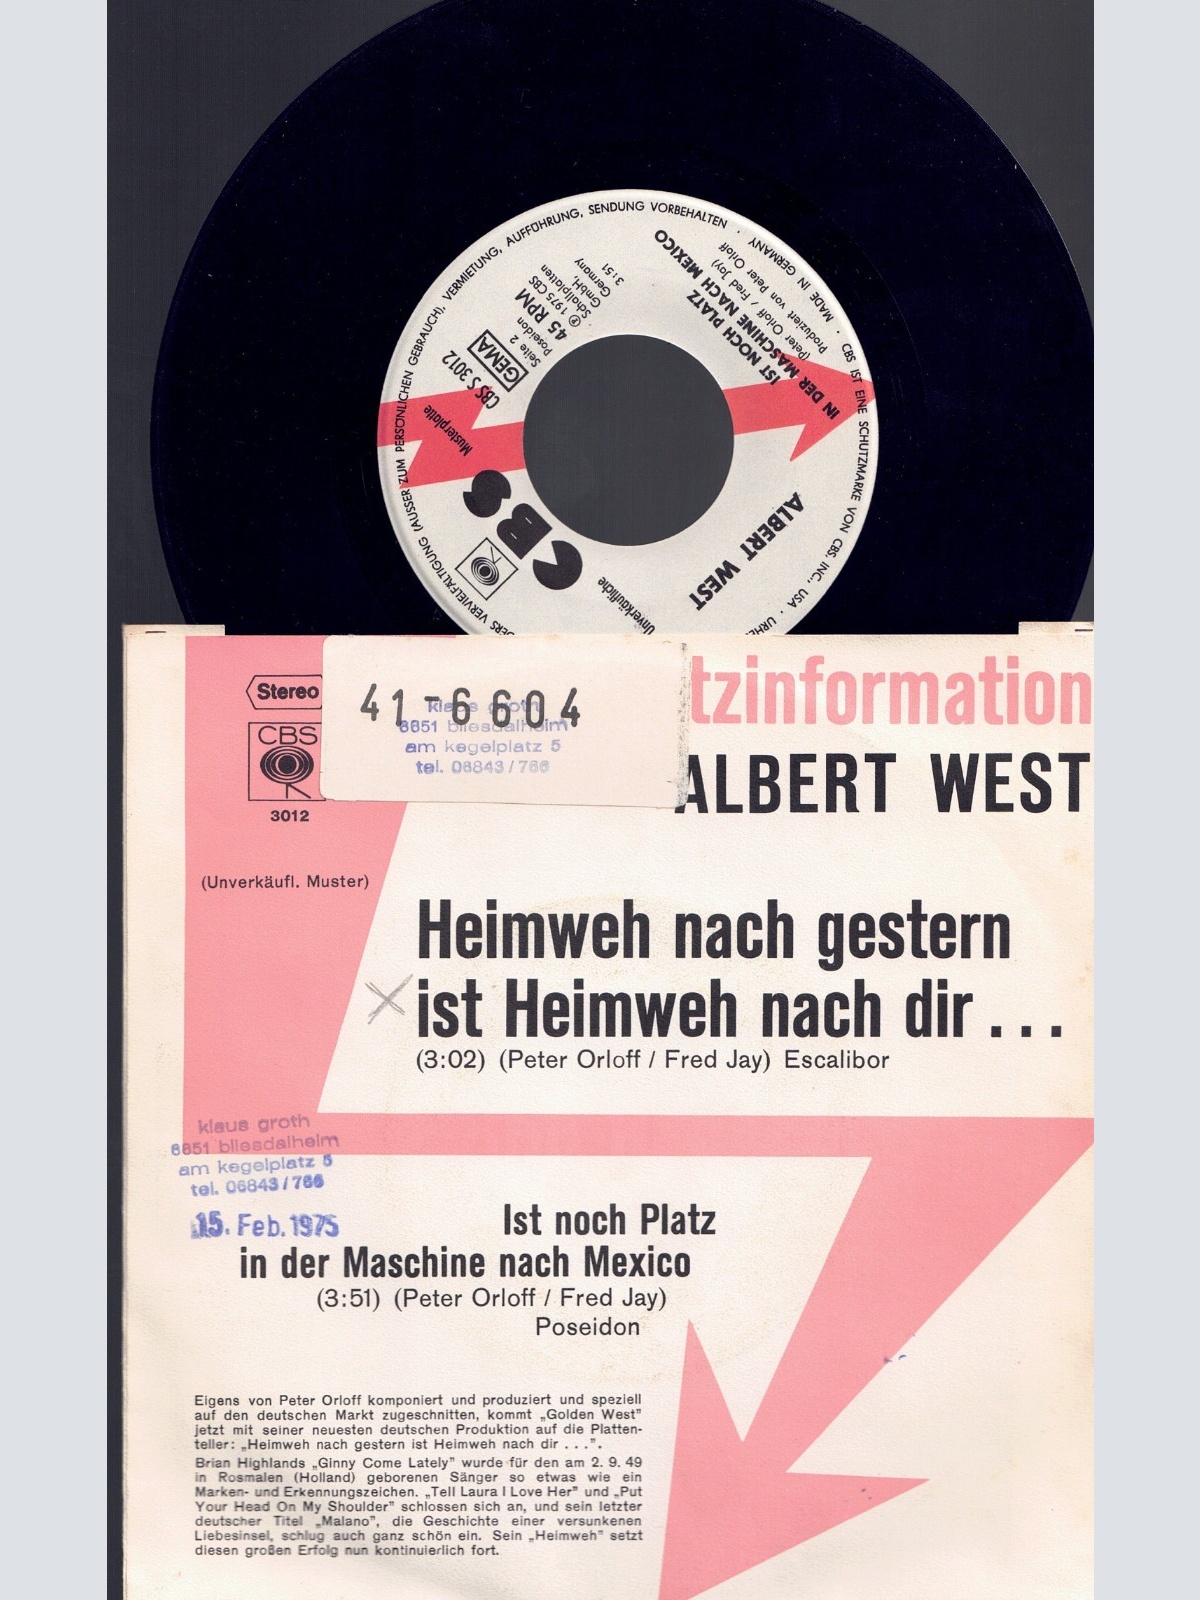 · MADE IN GERMANY · CBS IST EINE SCHUTZMARKE VON CBS, INC., USA · URHE
DERS VERVIELFÄLTIGUNG (AUSSER ZUM PERSÖNLICHEN GEBRAUCH), VERMIETUNG, AUFFÜHRUNG, SENDUNG VORBEHALTEN
Unverkäufliche
Musterplatte
CBS
ALBERT WEST
IST NOCH PLATZ
IN DER MASCHINE NACH MEXICO
(Peter Orloff / Fred Jay)
Produziert von Peter Orloff
CBS S 3012
GEMA
Seite 2
Poseidon
45 RPM
Ⓟ 1975 CBS
Schallplatten
GmbH,
Germany
3:51
tzinformation
Stereo
CBS
3012
41-6604
klaus groth
6651 bliesdalheim
am kegelplatz 5
tel. 06843/766
ALBERT WEST
(Unverkäufl. Muster)
Heimweh nach gestern
ist Heimweh nach dir . . .
(3:02) (Peter Orloff / Fred Jay) Escalibor
klaus groth
6651 bliesdalheim
am kegelplatz 5
tel. 06843/766
15. Feb. 1975
Ist noch Platz
in der Maschine nach Mexico
(3:51) (Peter Orloff / Fred Jay)
Poseidon
Eigens von Peter Orloff komponiert und produziert und speziell
auf den deutschen Markt zugeschnitten, kommt „Golden West”
jetzt mit seiner neuesten deutschen Produktion auf die Platten-
teller: „Heimweh nach gestern ist Heimweh nach dir . . .”.
Brian Highlands „Ginny Come Lately” wurde für den am 2. 9. 49
in Rosmalen (Holland) geborenen Sänger so etwas wie ein
Marken- und Erkennungszeichen. „Tell Laura I Love Her” und „Put
Your Head On My Shoulder” schlossen sich an, und sein letzter
deutscher Titel „Malano”, die Geschichte einer versunkenen
Liebesinsel, schlug auch ganz schön ein. Sein „Heimweh” setzt
diesen großen Erfolg nun kontinuierlich fort.